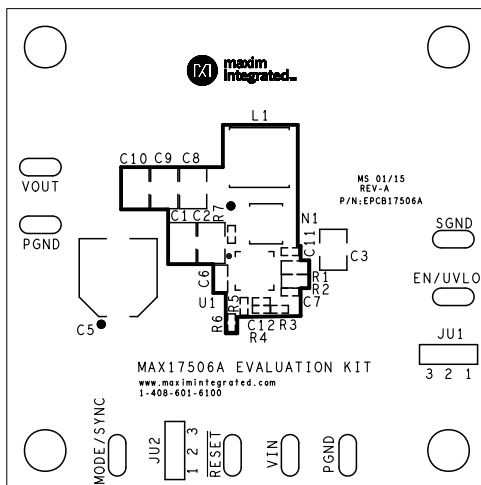 maxim
integrated™
L1
C10 C9 C8
MS 01/15
REV-A
P/N:EPCB17506A
VOUT
R7
C1 C2
N1
SGND
PGND
C11
C3
C6
R1
EN/UVLO
R2
U1
R5
C7
C5
R6
C12 R3
R4
JU1
MAX17506A EVALUATION KIT
3 2 1
www.maximintegrated.com
1-408-601-6100
MODE/SYNC
JU2
1 2 3
RESET
VIN
PGND